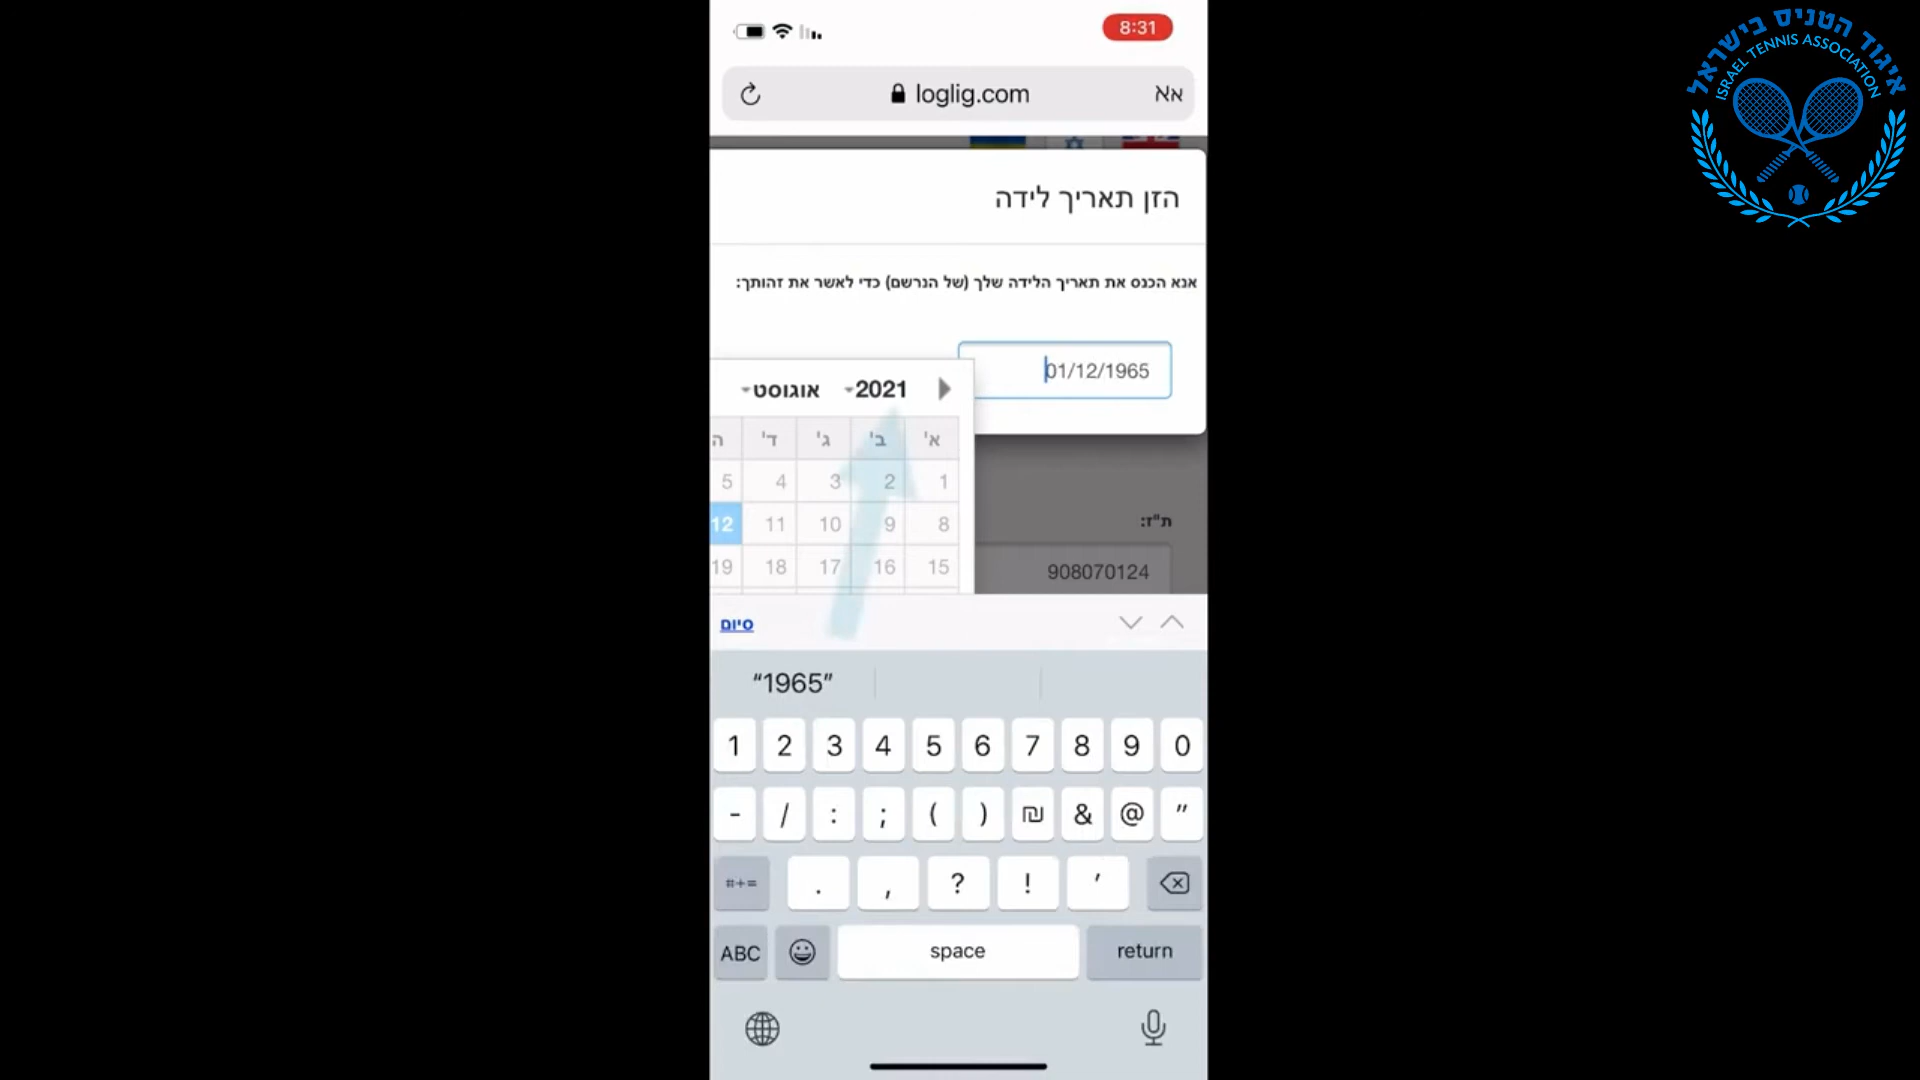 איגוד הטניס בישראל
ISRAEL TENNIS ASSOCIATION
8:31
loglig.com
אא
הזן תאריך לידה
אנא הכנס את תאריך הלידה שלך (של הנרשם) כדי לאשר את זהותך:
01/12/1965
2021 אוגוסט
א' ב' ג' ד' ה
1 2 3 4 5
8 9 10 11 12
15 16 17 18 19
ת"ז:
908070124
סיום
"1965"
1 2 3 4 5 6 7 8 9 0
- / : ; ( ) ₪ & @ "
#+= . , ? ! '
ABC space return